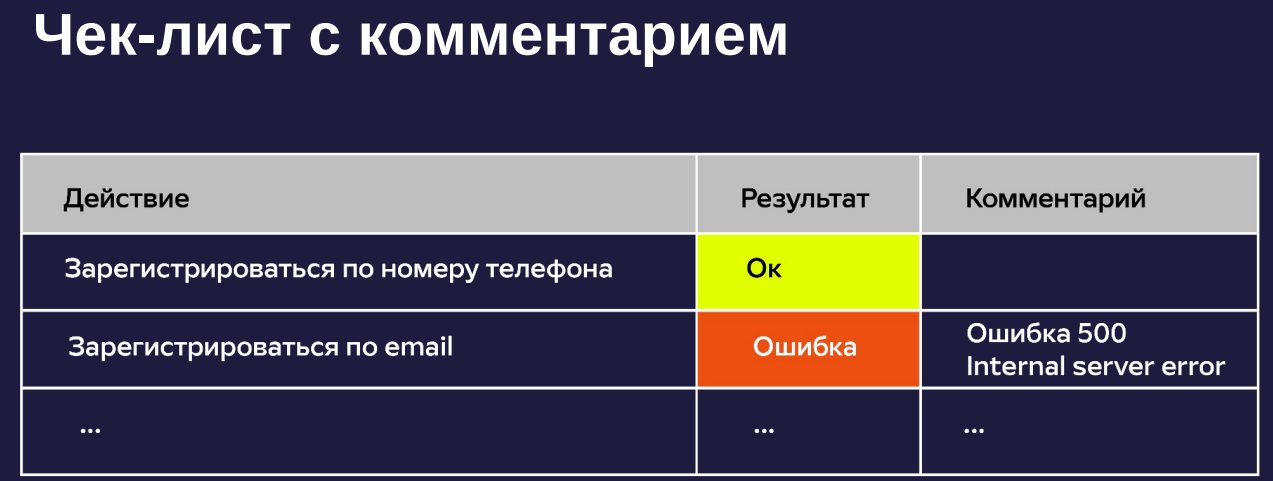 Чек-лист с комментарием
Действие Результат Комментарий
Зарегистрироваться по номеру телефона Ок
Зарегистрироваться по email Ошибка Ошибка 500
Internal server error
... ... ...